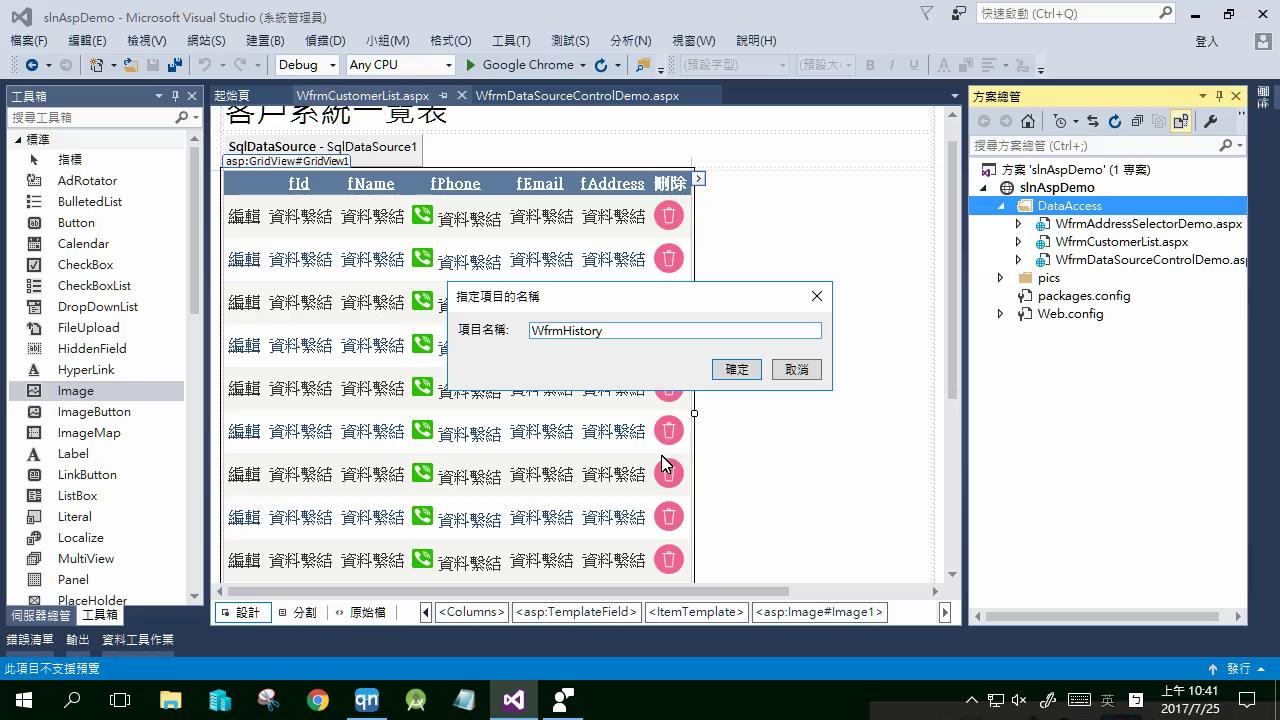 slnAspDemo - Microsoft Visual Studio (系統管理員)
快速啟動 (Ctrl+Q)
檔案(F) 編輯(E) 檢視(V) 網站(S) 建置(B) 偵錯(D) 小組(M) 格式(O) 工具(T) 測試(S) 分析(N) 視窗(W) 說明(H)
登入
Debug Any CPU Google Chrome (預設字型) (預設大 B I U A
工具箱
搜尋工具箱
標準
指標
AdRotator
BulletedList
Button
Calendar
CheckBox
CheckBoxList
DropDownList
FileUpload
HiddenField
HyperLink
Image
ImageButton
ImageMap
Label
LinkButton
ListBox
Literal
Localize
MultiView
Panel
PlaceHolder
伺服器總管 工具箱
起始頁 WfrmCustomerList.aspx WfrmDataSourceControlDemo.aspx
客戶系統一覽表
SqlDataSource - SqlDataSource1
asp:GridView#GridView1
fId fName fPhone fEmail fAddress 刪除
編輯 資料繫結 資料繫結 資料繫結 資料繫結 資料繫結
編輯 資料繫結 資料繫結 資料繫結 資料繫結 資料繫結
編輯 資料繫結 資料繫結
編輯 資料繫結 資料繫結
編輯 資料繫結 資料繫結 資料繫結 資料繫結 資料繫結
編輯 資料繫結 資料繫結 資料繫結 資料繫結 資料繫結
編輯 資料繫結 資料繫結 資料繫結 資料繫結 資料繫結
編輯 資料繫結 資料繫結 資料繫結 資料繫結 資料繫結
編輯 資料繫結 資料繫結 資料繫結 資料繫結 資料繫結
指定項目的名稱
項目名稱: WfrmHistory
確定 取消
設計 分割 原始檔 <Columns> <asp:TemplateField> <ItemTemplate> <asp:Image#Image1>
方案總管
搜尋方案總管 (Ctrl+;)
方案 'slnAspDemo' (1 專案)
slnAspDemo
DataAccess
WfrmAddressSelectorDemo.aspx
WfrmCustomerList.aspx
WfrmDataSourceControlDemo.asp
pics
packages.config
Web.config
錯誤清單 輸出 資料工具作業
此項目不支援預覽
發行
qn
英
上午 10:41
2017/7/25